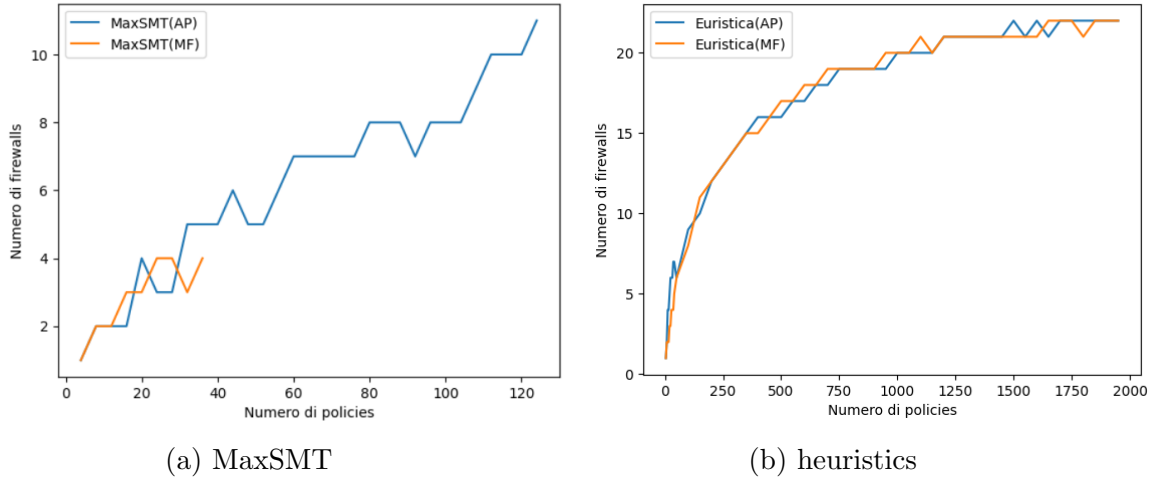 MaxSMT(AP)
MaxSMT(MF)
Numero di firewalls
10
8
6
4
2
0 20 40 60 80 100 120
Numero di policies
(a) MaxSMT
Euristica(AP)
Euristica(MF)
Numero di firewalls
20
15
10
5
0
0 250 500 750 1000 1250 1500 1750 2000
Numero di policies
(b) heuristics